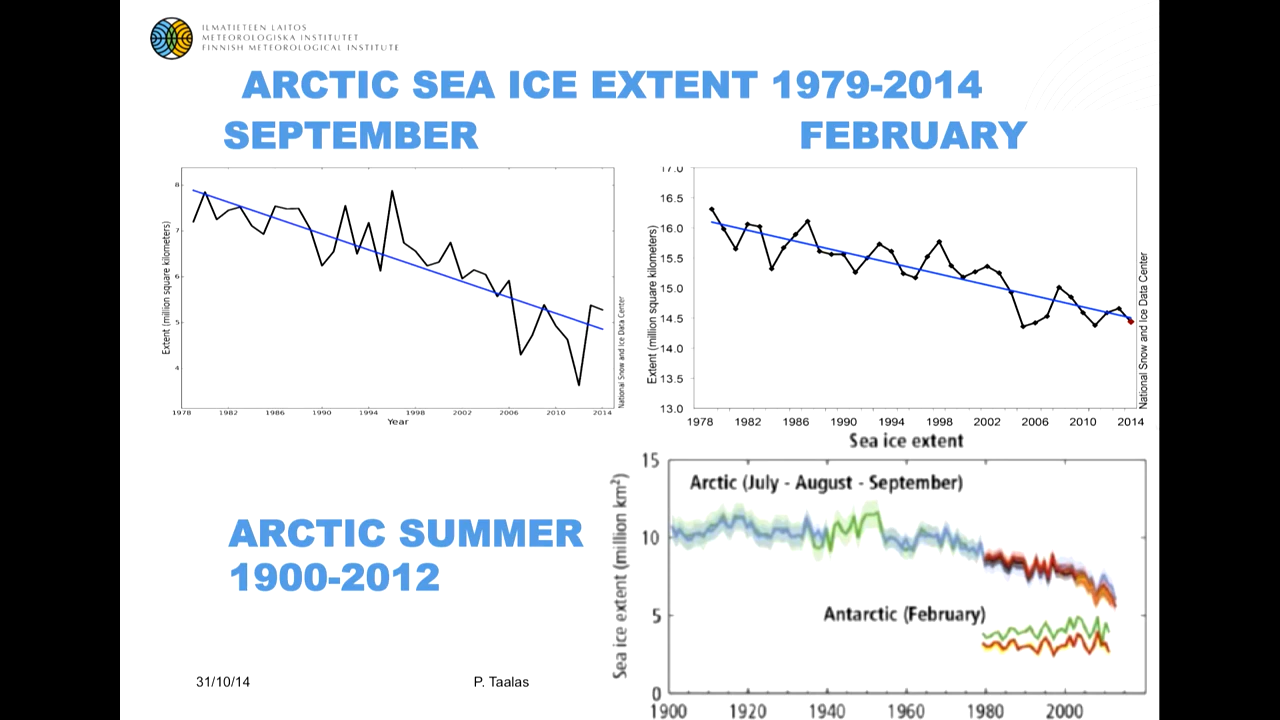 ILMATIETEEN LAITOS
METEOROLOGISKA INSTITUTET
FINNISH METEOROLOGICAL INSTITUTE
ARCTIC SEA ICE EXTENT 1979-2014
SEPTEMBER
FEBRUARY
Extent (million square kilometers)
8
7
6
5
4
1978 1982 1986 1990 1994 1998 2002 2006 2010 2014
Year
National Snow and Ice Data Center
Extent (million square kilometers)
17.0
16.5
16.0
15.5
15.0
14.5
14.0
13.5
13.0
1978 1982 1986 1990 1994 1998 2002 2006 2010 2014
National Snow and Ice Data Center
ARCTIC SUMMER
1900-2012
Sea ice extent
Sea ice extent (million km²)
15
10
5
0
Arctic (July - August - September)
Antarctic (February)
1900 1920 1940 1960 1980 2000
31/10/14
P. Taalas